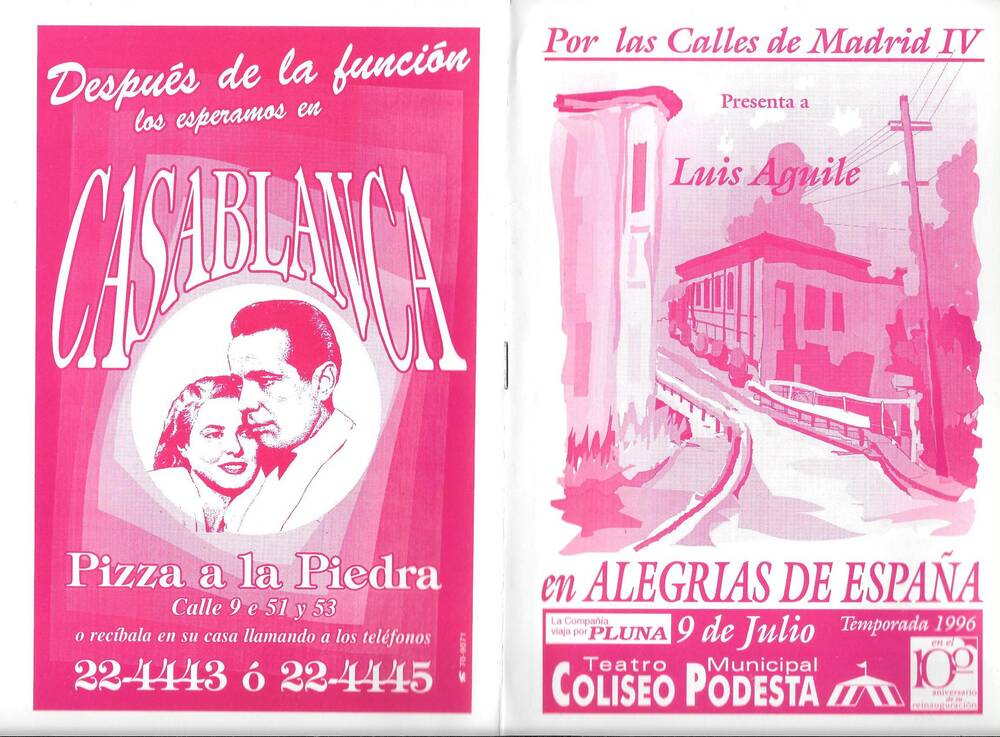 Después de la función
los esperamos en
CASABLANCA
Pizza a la Piedra
Calle 9 e 51 y 53
o recíbala en su casa llamando a los teléfonos
22-4443 ó 22-4445
70-9071
Por las Calles de Madrid IV
Presenta a
Luis Aguile
en ALEGRIAS DE ESPAÑA
La Compañía
viaja por PLUNA
9 de Julio
Temporada 1996
Teatro Municipal
COLISEO PODESTA
en el
10º
aniversario
de su
reinauguración